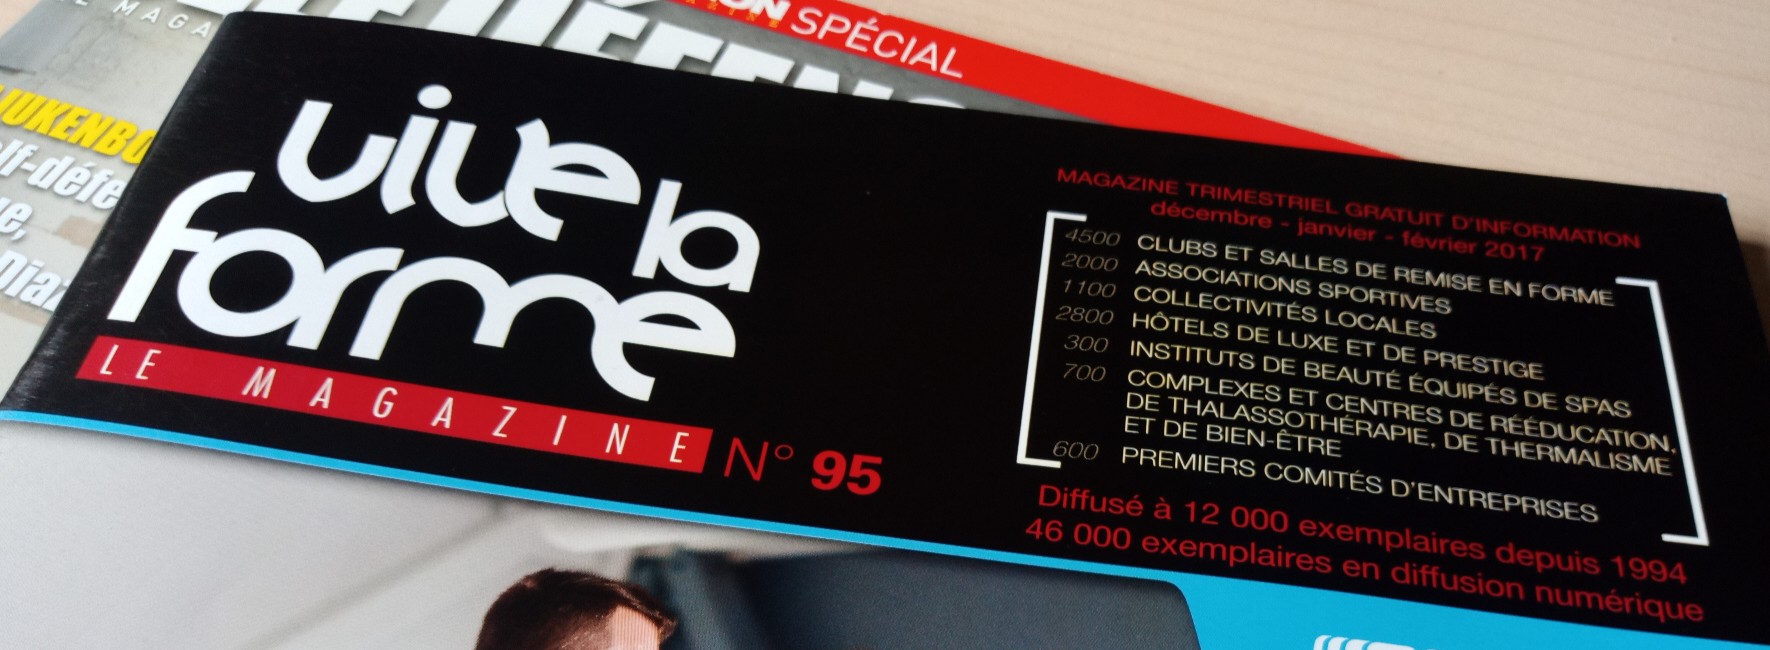 MAGA
SPÉCIAL
vive la
forme
LE MAGAZINE
N° 95
MAGAZINE TRIMESTRIEL GRATUIT D'INFORMATION
décembre - janvier - février 2017
4500 CLUBS ET SALLES DE REMISE EN FORME
2000 ASSOCIATIONS SPORTIVES
1100 COLLECTIVITÉS LOCALES
2800 HÔTELS DE LUXE ET DE PRESTIGE
300 INSTITUTS DE BEAUTÉ ÉQUIPÉS DE SPAS
700 COMPLEXES ET CENTRES DE RÉÉDUCATION,
DE THALASSOTHÉRAPIE, DE THERMALISME
ET DE BIEN-ÊTRE
600 PREMIERS COMITÉS D'ENTREPRISES
Diffusé à 12 000 exemplaires depuis 1994
46 000 exemplaires en diffusion numérique